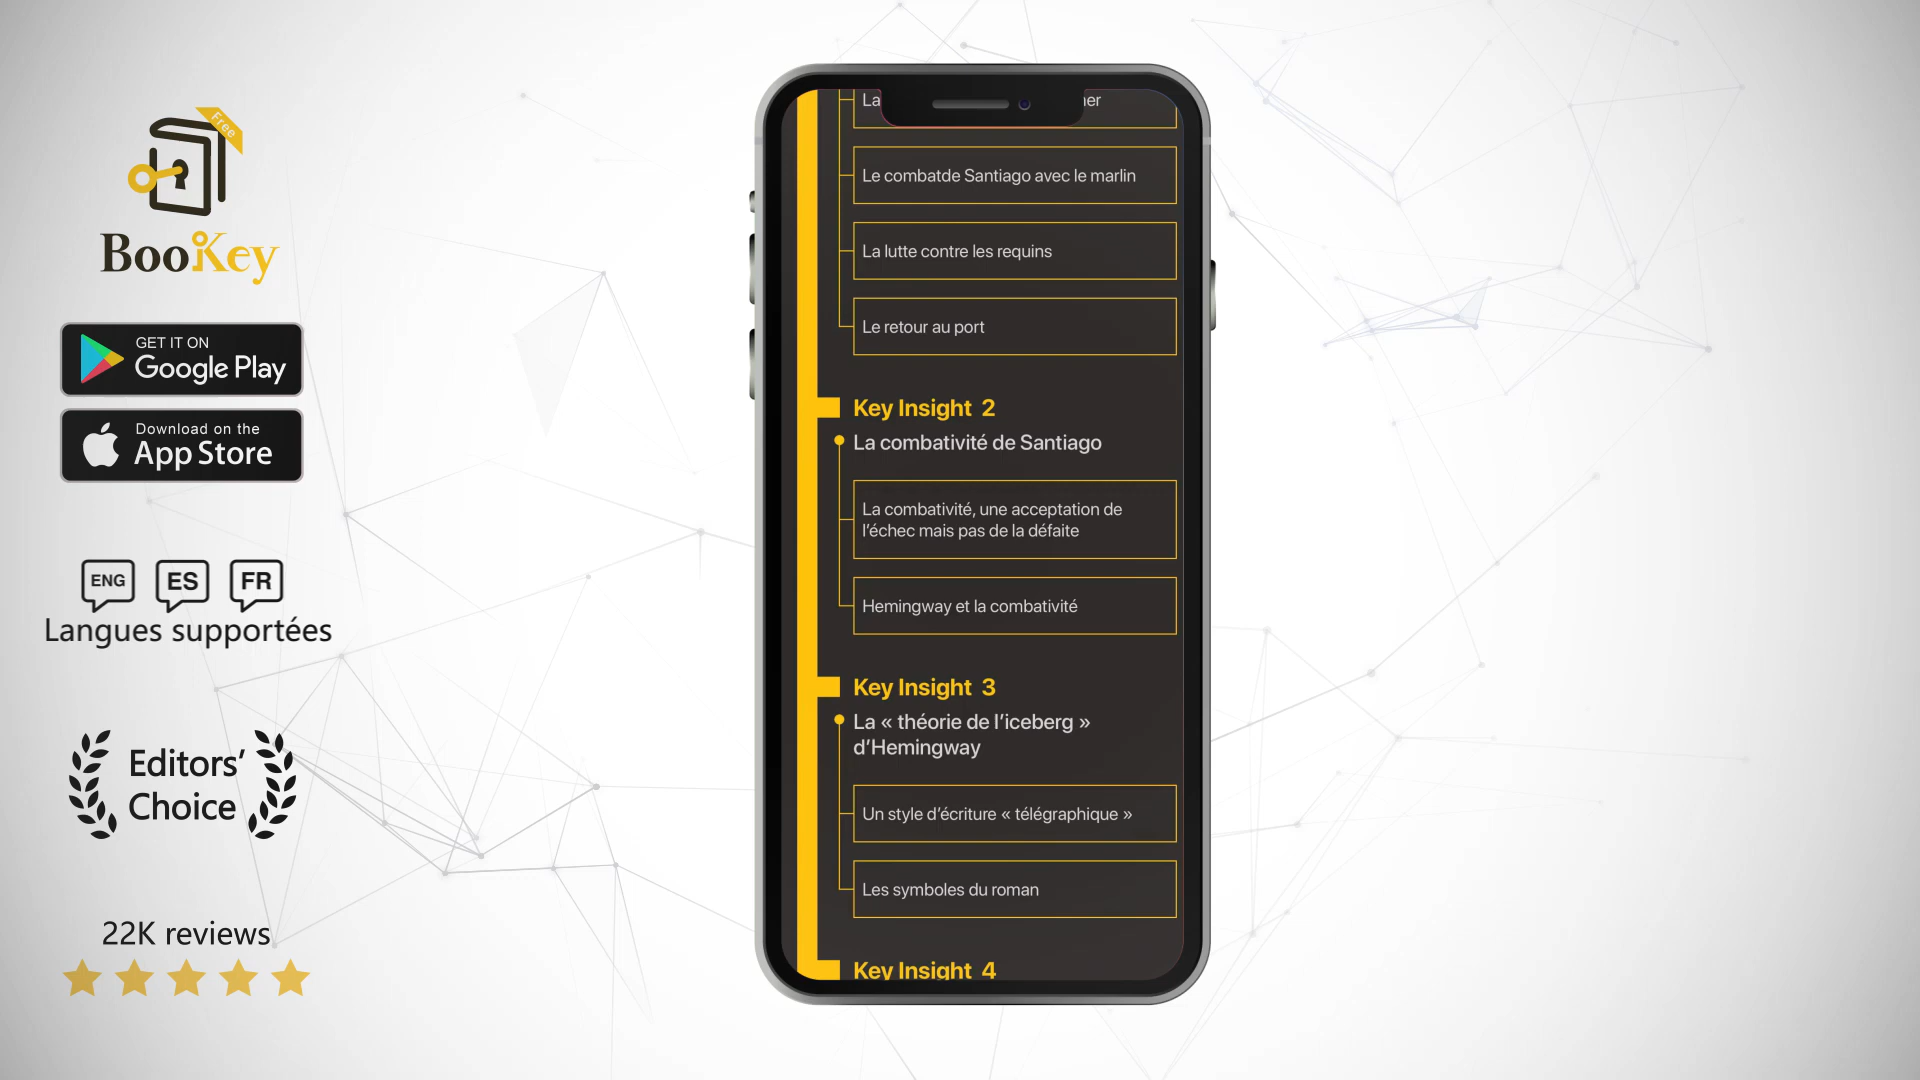 Free
BooKey
GET IT ON
Google Play
Download on the
App Store
ENG
ES
FR
Langues supportées
Editors'
Choice
22K reviews
La
Le combatde Santiago avec le marlin
La lutte contre les requins
Le retour au port
Key Insight 2
La combativité de Santiago
La combativité, une acceptation de
l'échec mais pas de la défaite
Hemingway et la combativité
Key Insight 3
La « théorie de l'iceberg »
d'Hemingway
Un style d'écriture « télégraphique »
Les symboles du roman
Key Insight 4